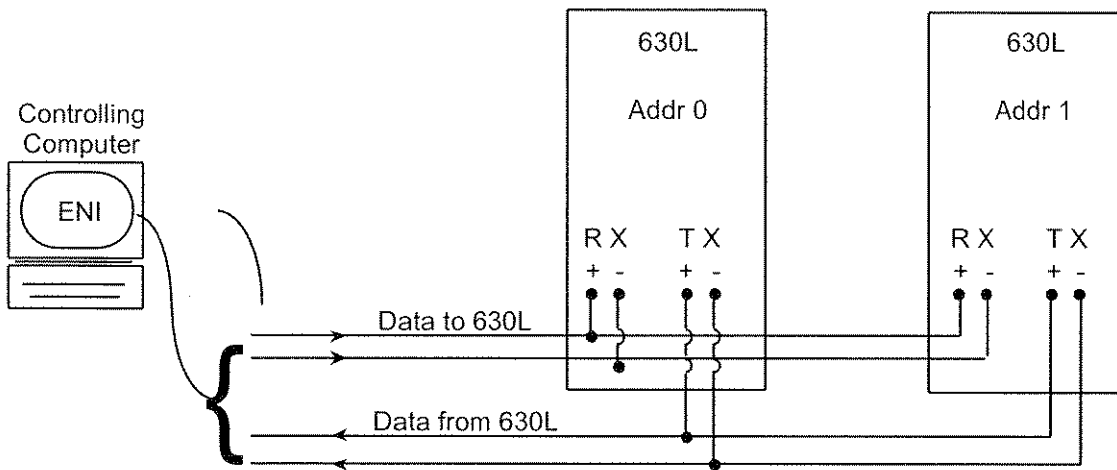 Controlling
Computer
ENI
630L
Addr 0
R X T X
+ - + -
630L
Addr 1
R X T X
+ - + -
Data to 630L
Data from 630L